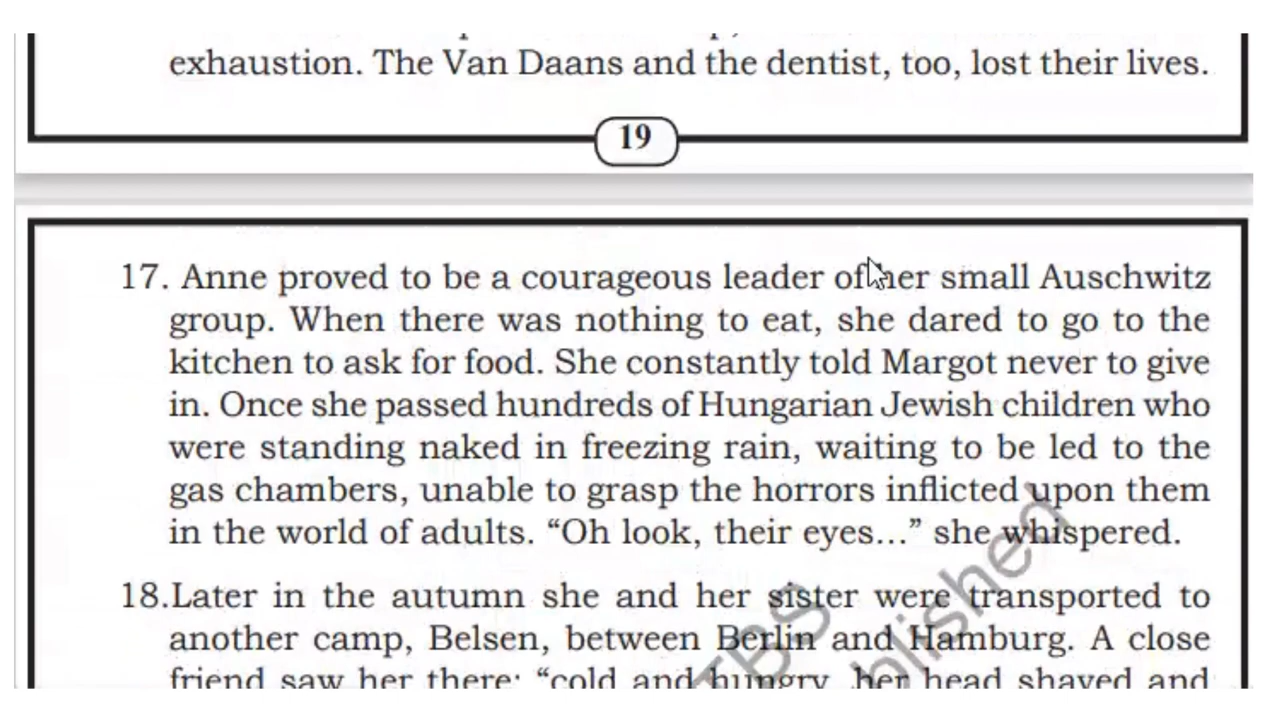 exhaustion. The Van Daans and the dentist, too, lost their lives.
19
17. Anne proved to be a courageous leader of her small Auschwitz
group. When there was nothing to eat, she dared to go to the
kitchen to ask for food. She constantly told Margot never to give
in. Once she passed hundreds of Hungarian Jewish children who
were standing naked in freezing rain, waiting to be led to the
gas chambers, unable to grasp the horrors inflicted upon them
in the world of adults. “Oh look, their eyes...” she whispered.
18.Later in the autumn she and her sister were transported to
another camp, Belsen, between Berlin and Hamburg. A close
friend saw her there: “cold and hungry, her head shaved and